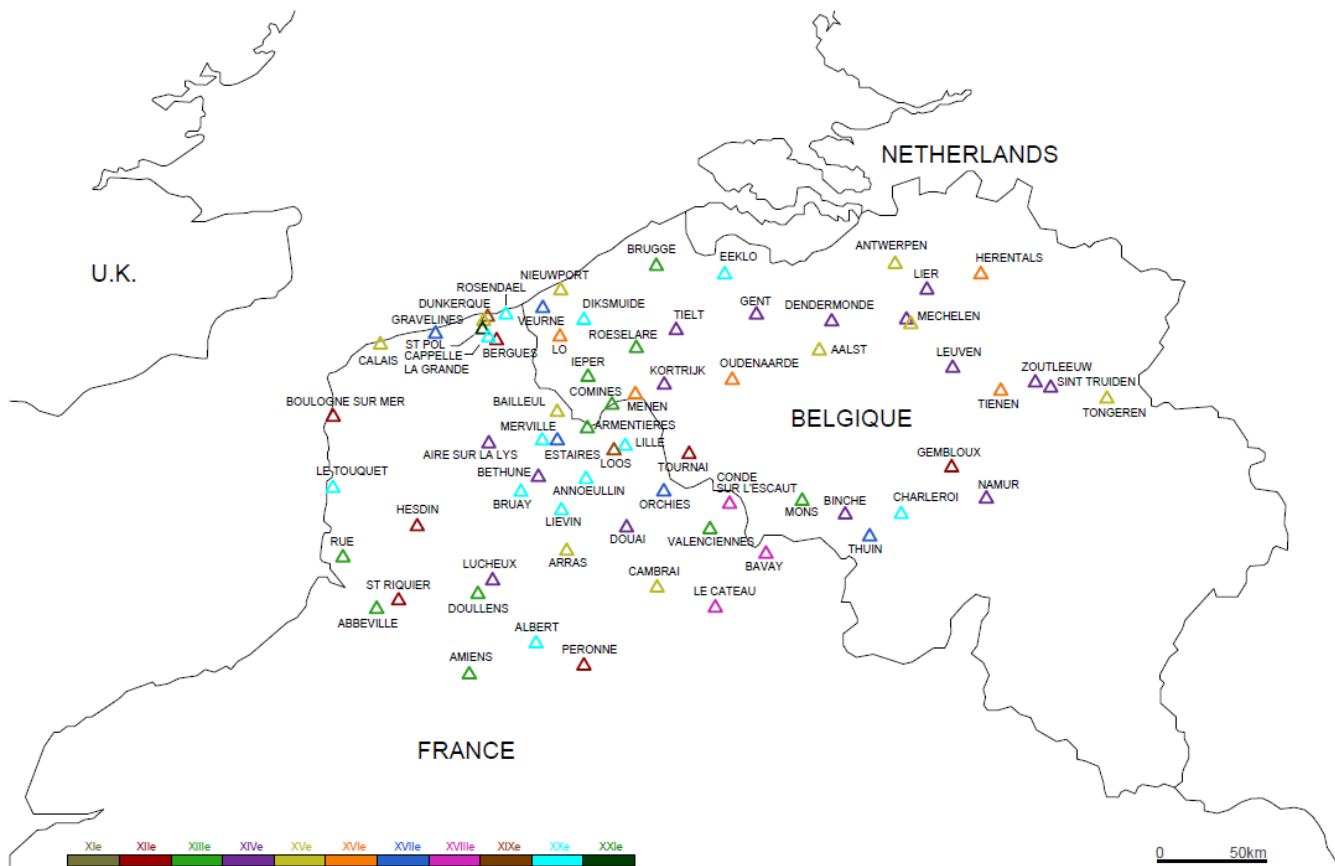 NETHERLANDS
U.K.
BRUGGE
EEKLO
ANTWERPEN
HERENTALS
LIER
NIEUWPORT
ROSENDAEL
DUNKERQUE
GRAVELINES
VEURNE
DIKSMUIDE
TIELT
GENT
DENDERMONDE
MECHELEN
CALAIS
ST POL
CAPPELLE
LA GRANDE
BERGUES
LO
ROESELARE
AALST
IEPER
KORTRIJK
OUDENAARDE
LEUVEN
ZOUTLEEUW
SINT TRUIDEN
TIENEN
TONGEREN
BOULOGNE SUR MER
BAILLEUL
COMINES
MENEN
BELGIQUE
MERVILLE
ARMENTIERES
LILLE
AIRE SUR LA LYS
ESTAIRES
LOOS
TOURNAI
GEMBLOUX
LE TOUQUET
BETHUNE
ANNOEULLIN
CONDE
SUR L'ESCAUT
NAMUR
BRUAY
ORCHIES
MONS
BINCHE
CHARLEROI
HESDIN
LIEVIN
DOUAI
VALENCIENNES
THUIN
RUE
ARRAS
BAVAY
LUCHEUX
CAMBRAI
ST RIQUIER
DOULLENS
LE CATEAU
ABBEVILLE
ALBERT
AMIENS
PERONNE
FRANCE
XIe XIIe XIIIe XIVe XVe XVIe XVIIe XVIIIe XIXe XXe XXIe
0 50km